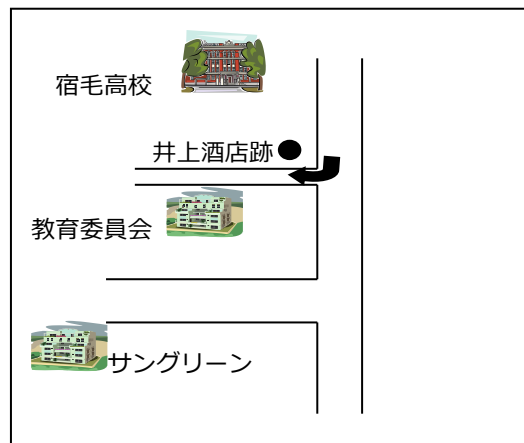 宿毛高校
井上酒店跡
教育委員会
サングリーン